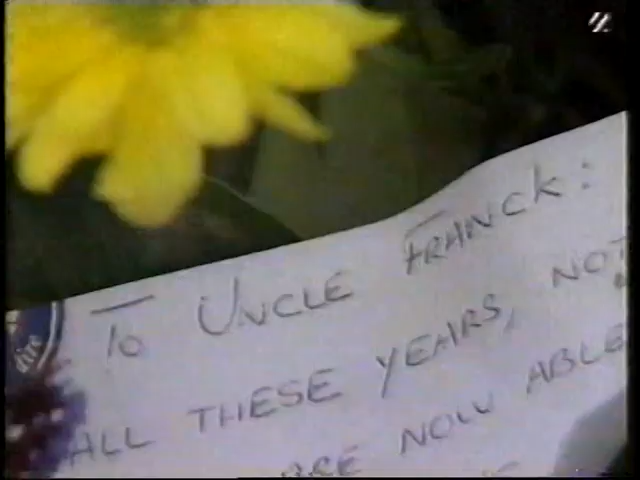 To UNCLE FRANCK:
ALL THESE YEARS, NOT
ARE NOW ABLE